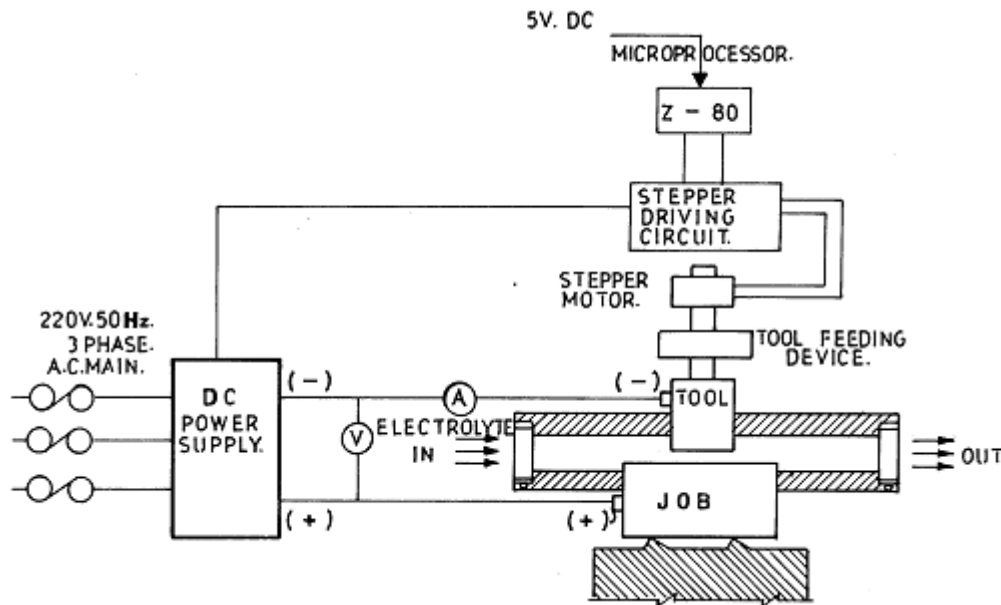 5V. DC
MICROPROCESSOR.
Z - 80
STEPPER
DRIVING
CIRCUIT.
STEPPER
MOTOR.
220V.50Hz.
3 PHASE.
A.C.MAIN.
TOOL FEEDING
DEVICE.
DC
POWER
SUPPLY.
(-)
A
(-)
TOOL
V
ELECTROLYTE
IN
OUT
(+)
(+)
JOB